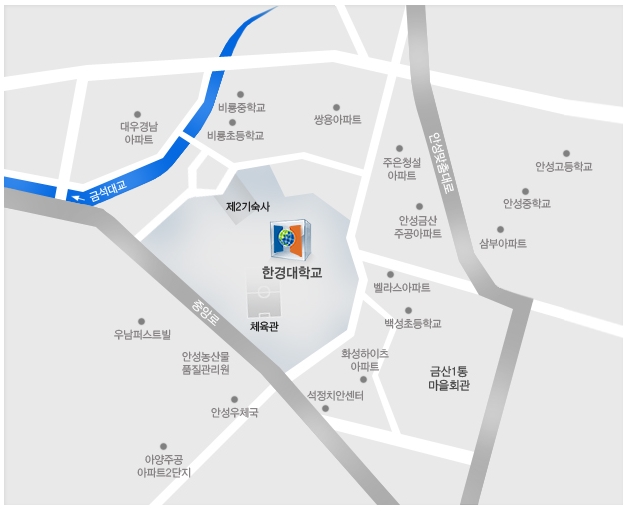 비룡중학교
비룡초등학교
쌍용아파트
대우경남
아파트
안성맞춤대로
주은청설
아파트
안성고등학교
금석대교
안성중학교
제2기숙사
안성금산
주공아파트
삼부아파트
한경대학교
벨라스아파트
중앙로
체육관
백성초등학교
우남퍼스트빌
안성농산물
품질관리원
화성하이츠
아파트
금산1통
마을회관
석정치안센터
안성우체국
아양주공
아파트2단지